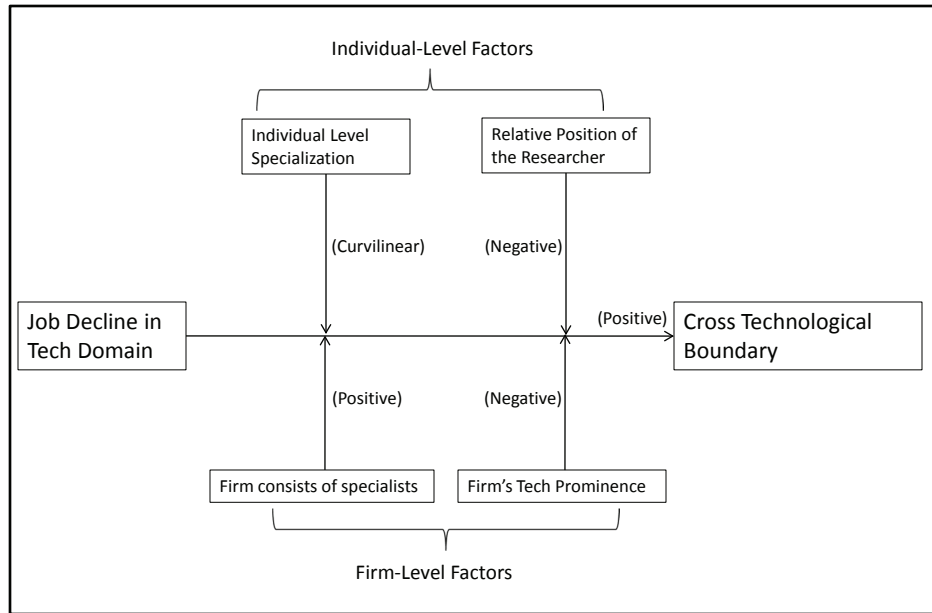 Individual-Level Factors
Individual Level
Specialization
Relative Position of
the Researcher
(Curvilinear)
(Negative)
Job Decline in
Tech Domain
(Positive)
Cross Technological
Boundary
(Positive)
(Negative)
Firm consists of specialists
Firm's Tech Prominence
Firm-Level Factors